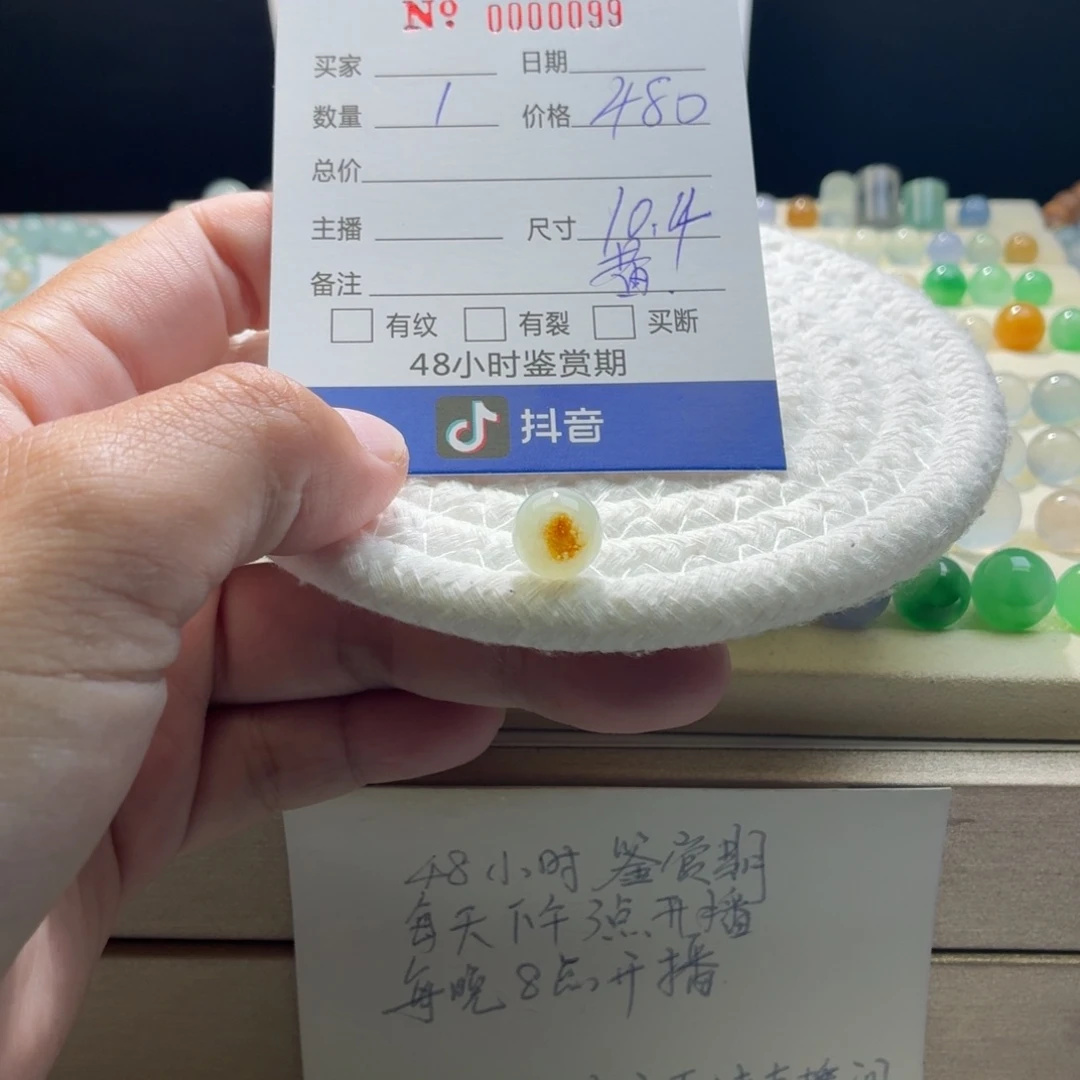 Nº 0000099
买家 日期
数量 1 价格 480
总价
主播 尺寸 10.4
备注
有纹 有裂 买断
48小时鉴赏期
抖音
48小时鉴赏期
每天下午3点开播
每晚8点开播